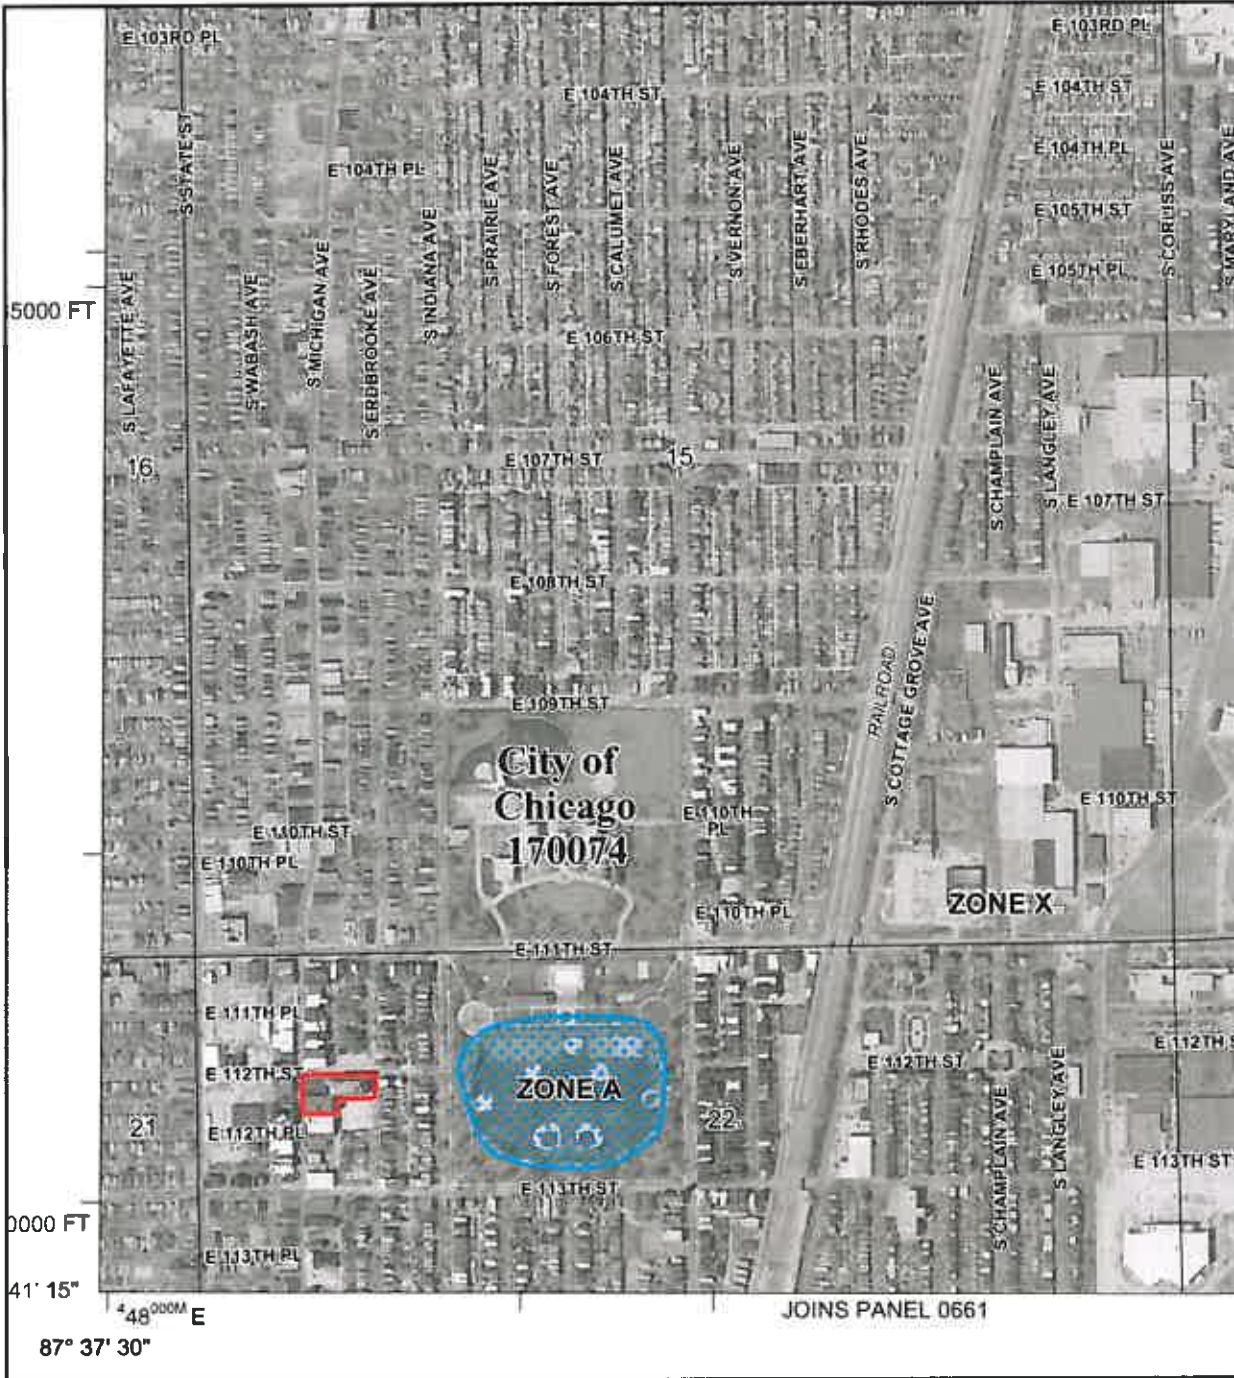 E 103RD PL
E 103RD PL
E 104TH ST
E 104TH ST
S STATE ST
E 104TH PL
E 104TH PL
S PRAIRIE AVE
S FOREST AVE
S CALUMET AVE
S VERNON AVE
S EBERHART AVE
S RHODES AVE
S CORLISS AVE
S MARYLAND AVE
E 105TH ST
S INDIANA AVE
E 105TH PL
5000 FT
S LAFAYETTE AVE
S WABASH AVE
S MICHIGAN AVE
S ERDBROOKE AVE
E 106TH ST
S CHAMPLAIN AVE
S LANGLEY AVE
16
E 107TH ST
15
E 107TH ST
E 108TH ST
RAILROAD
S COTTAGE GROVE AVE
E 109TH ST
City of
Chicago
170074
E 110TH
PL
E 110TH ST
E 110TH ST
E 110TH PL
ZONE X
E 110TH PL
E 111TH ST
E 111TH PL
E 112TH S
E 112TH ST
E 112TH ST
ZONE A
S CHAMPLAIN AVE
S LANGLEY AVE
21
E 112TH PL
22
E 113TH ST
E 113TH ST
0000 FT
E 113TH PL
41' 15"
448000M E
JOINS PANEL 0661
87° 37' 30"